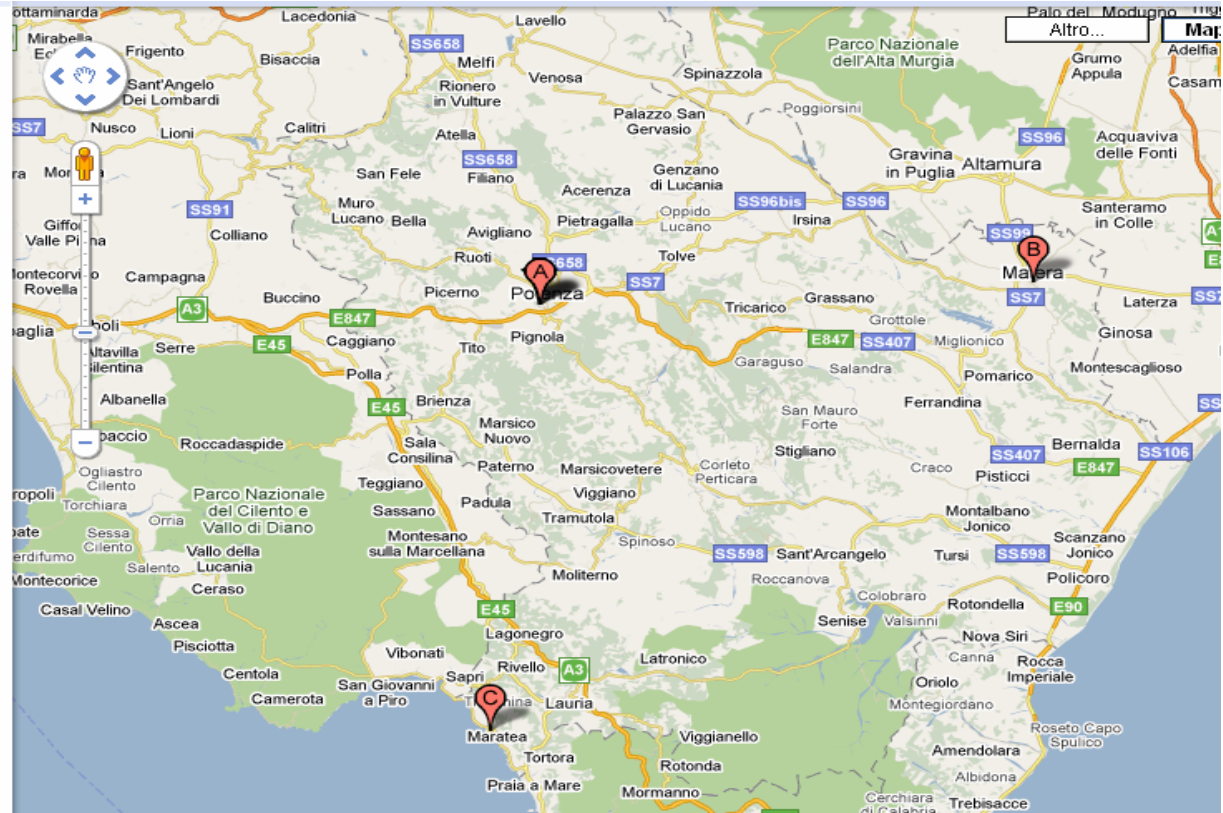 ottaminarda
Lacedonia
Lavello
Palo del
Modugno
Altro...
Map
Mirabella
Frigento
Bisaccia
SS658
Melfi
Venosa
Spinazzola
Parco Nazionale
dell'Alta Murgia
Grumo
Appula
Adelfia
Casam
Sant'Angelo
Dei Lombardi
Rionero
in Vulture
Palazzo San
Gervasio
Poggiorsini
SS7
Nusco
Lioni
Calitri
Atella
SS96
Acquaviva
delle Fonti
SS658
Filiano
San Fele
Genzano
di Lucania
Gravina
in Puglia
Altamura
Acerenza
SS91
Muro
Lucano
Bella
Pietragalla
Oppido
Lucano
SS96bis
SS96
Irsina
Santeramo
in Colle
Colliano
Avigliano
SS99
Valle
Ruoti
Tolve
B
Matera
A
Potenza
SS7
SS7
Laterza
Rovella
Campagna
Buccino
Picerno
Tricarico
Grassano
A3
E847
Grottole
Ginosa
E45
Serre
Caggiano
Tito
Pignola
E847
SS407
Miglionico
Garaguso
Salandra
Montescaglioso
Polla
Pomarico
Albanella
E45
Brienza
Ferrandina
San Mauro
Forte
Marsico
Nuovo
Roccadaspide
Sala
Consilina
Stigliano
SS407
Bernalda
SS106
E847
Ogliastro
Cilento
Paterno
Marsicovetere
Corleto
Perticara
Craco
Pisticci
Torchiara
Parco Nazionale
del Cilento e
Vallo di Diano
Teggiano
Viggiano
Padula
Orria
Sassano
Tramutola
Montalbano
Jonico
Sessa
Cilento
Montesano
sulla Marcellana
Spinoso
SS598
Sant'Arcangelo
Tursi
SS598
Scanzano
Jonico
Vallo della
Lucania
Salento
Ceraso
Moliterno
Roccanova
Policoro
Montecorice
Casal Velino
E45
Colobraro
Rotondella
E90
Ascea
Senise
Valsinni
Lagonegro
Nova Siri
Pisciotta
Vibonati
Rivello
A3
Latronico
Canna
Rocca
Imperiale
Centola
Sapri
San Giovanni
a Piro
Oriolo
Camerota
C
Lauria
Montegiordano
Maratea
Viggianello
Roseto Capo
Spulico
Tortora
Amendolara
Rotonda
Albidona
Praia a Mare
Mormanno
Cerchiara
di Calabria
Trebisacce